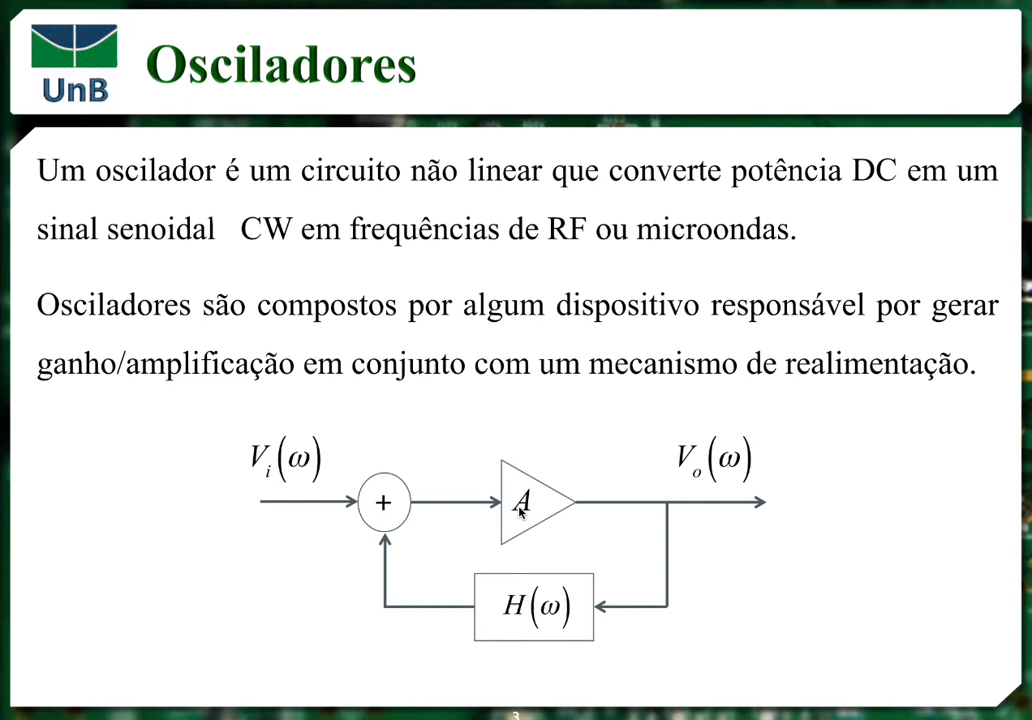 UnB
Osciladores
Um oscilador é um circuito não linear que converte potência DC em um
sinal senoidal CW em frequências de RF ou microondas.
Osciladores são compostos por algum dispositivo responsável por gerar
ganho/amplificação em conjunto com um mecanismo de realimentação.
V_i(ω)
V_o(ω)
+
A
H(ω)
3